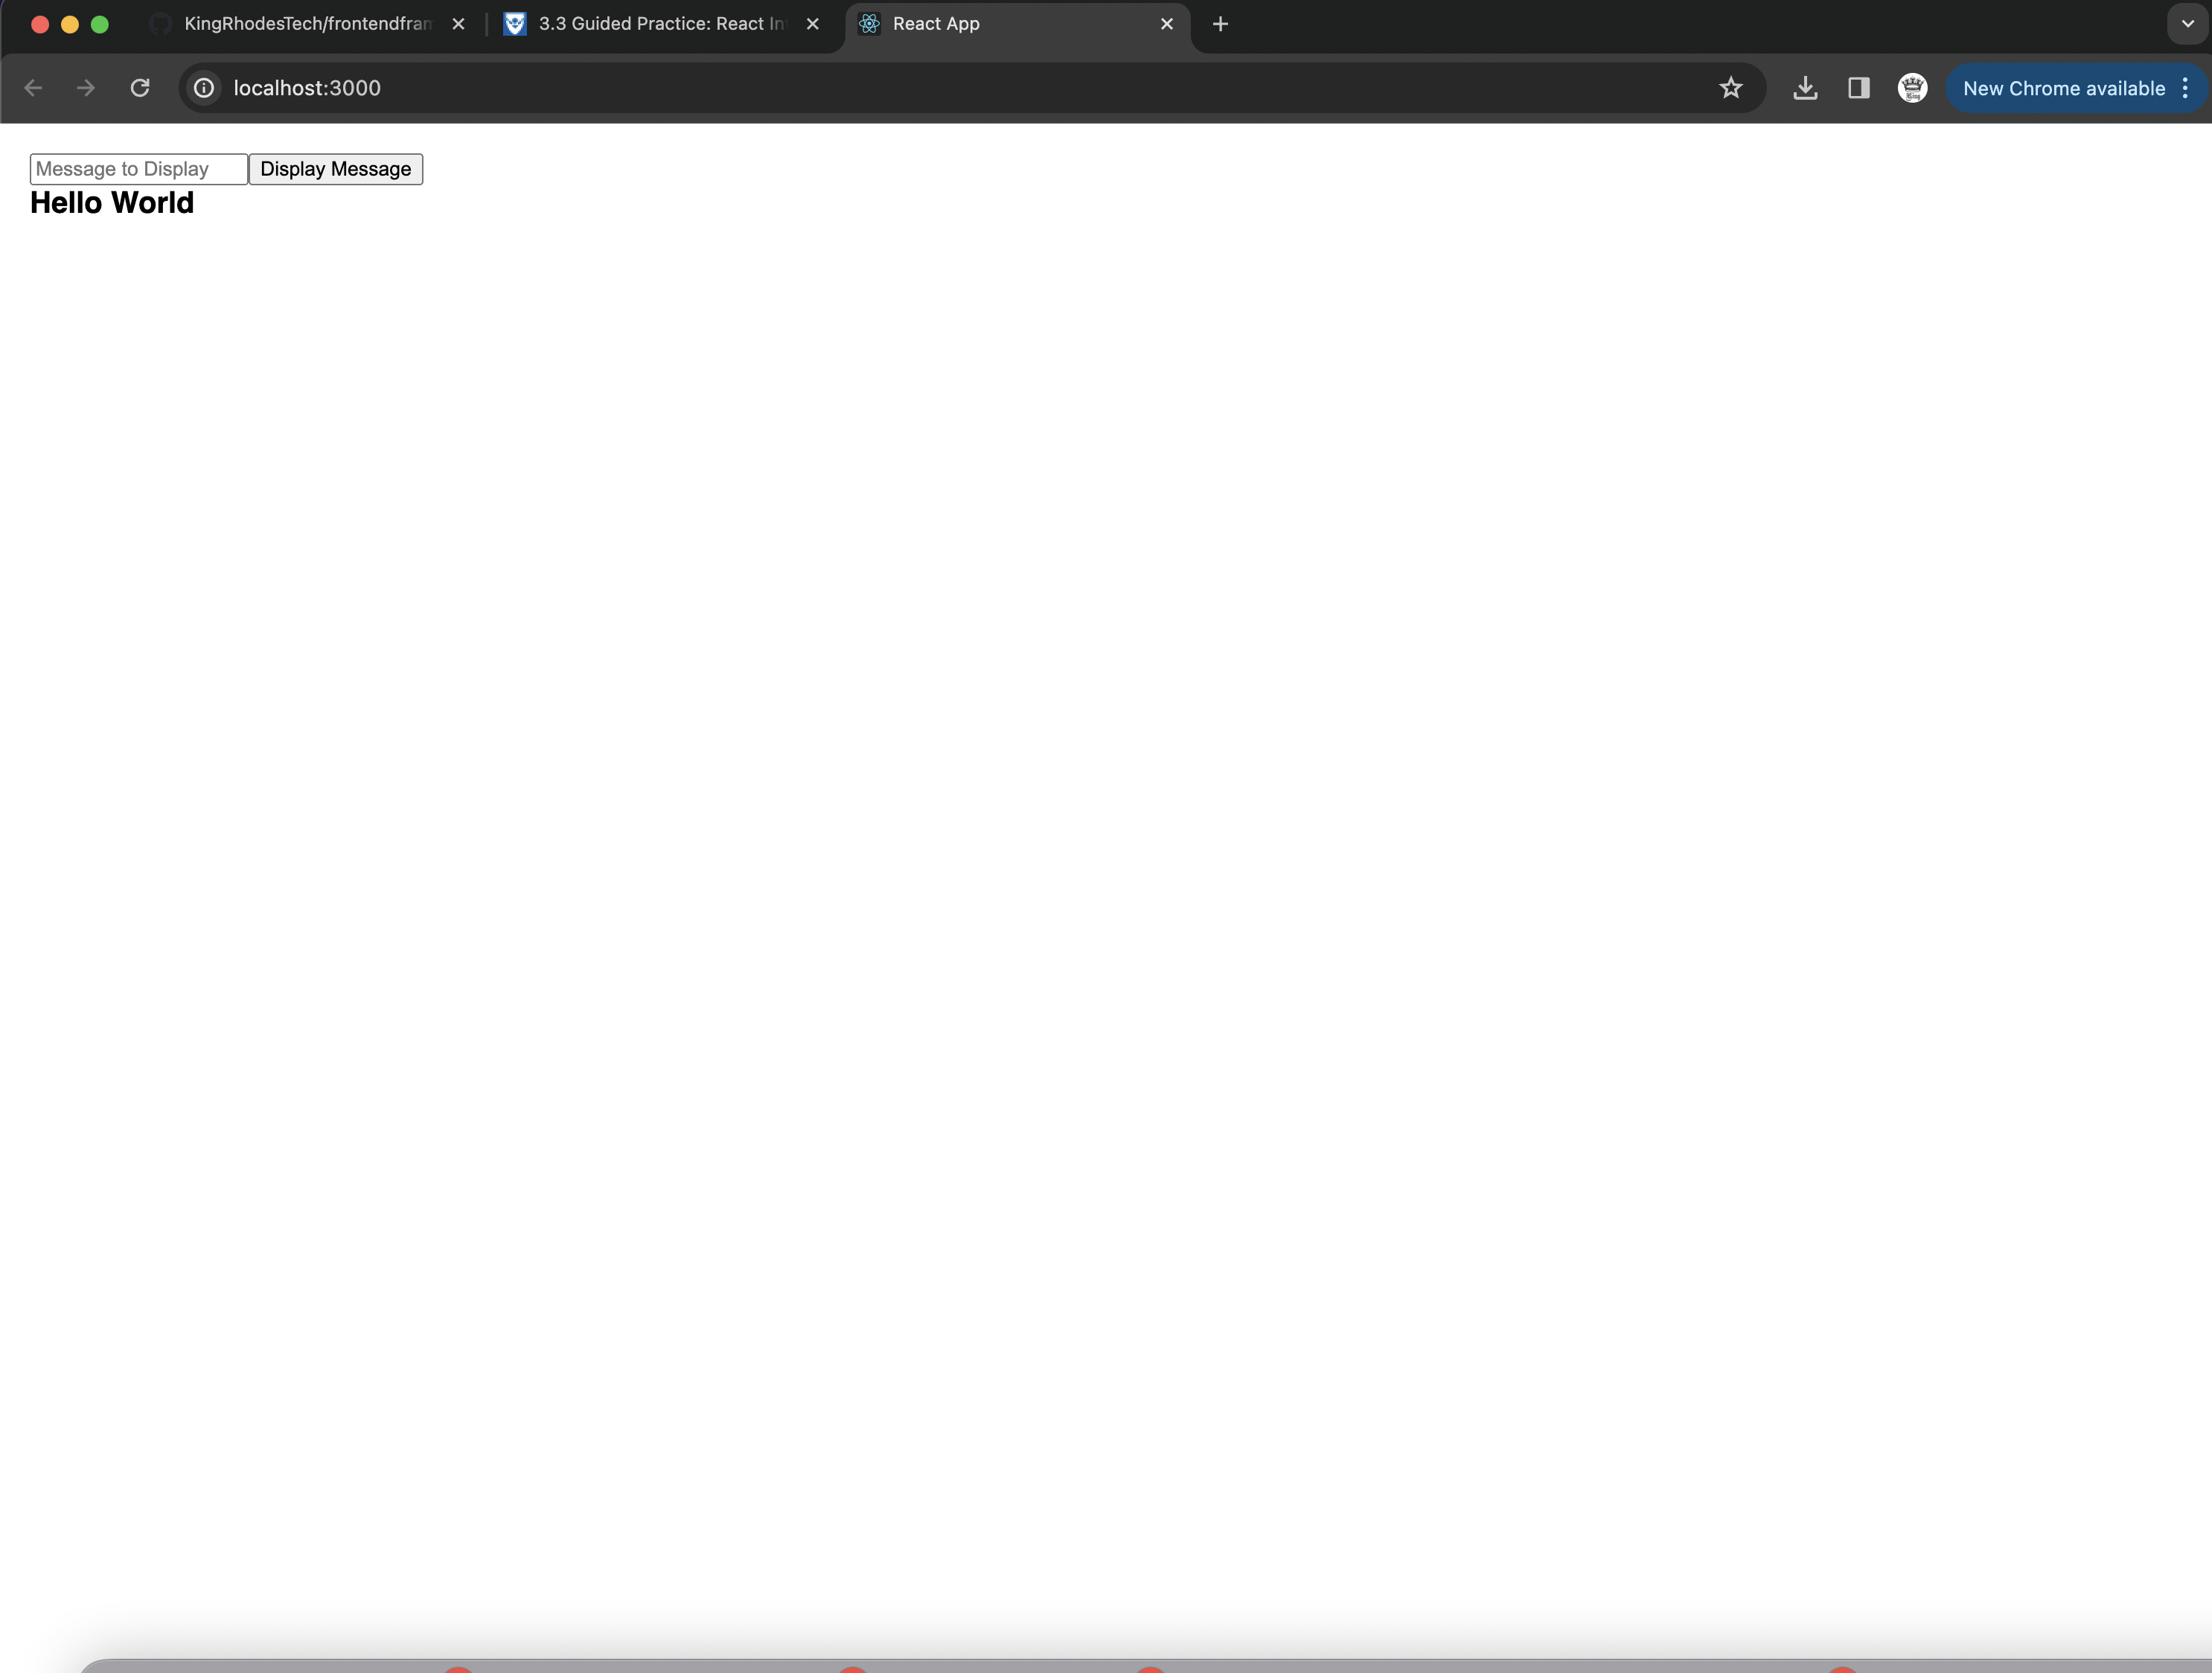 KingRhodesTech/frontendfram
3.3 Guided Practice: React In
React App
localhost:3000
New Chrome available
Message to Display
Display Message
Hello World